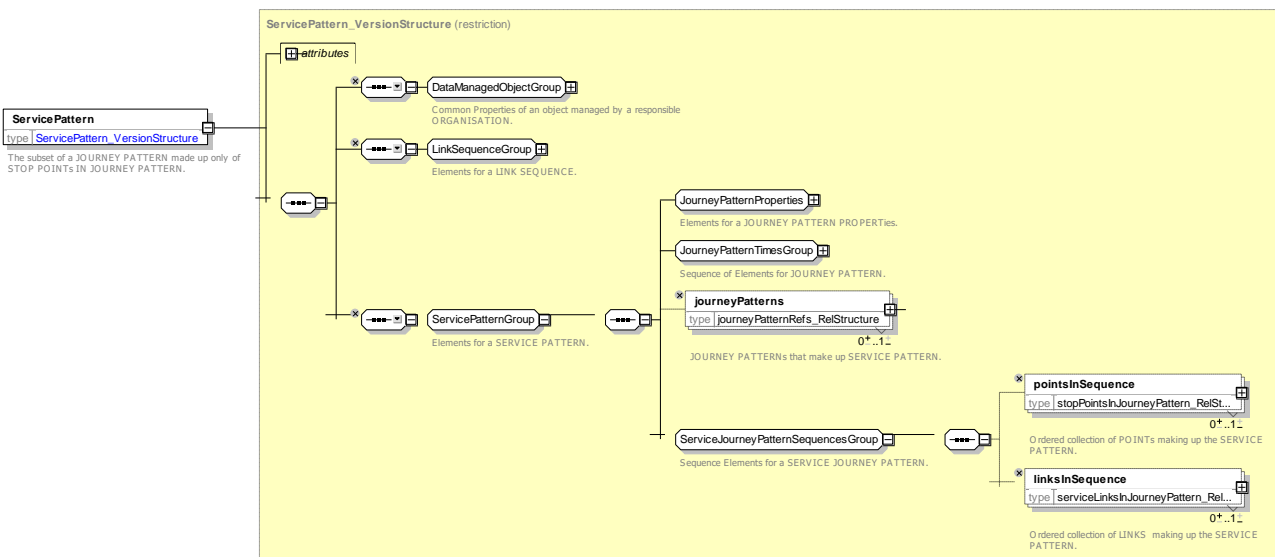 ServicePattern_VersionStructure (restriction)
attributes
DataManagedObjectGroup
Common Properties of an object managed by a responsible
ORGANISATION.
ServicePattern
type ServicePattern_VersionStructure
The subset of a JOURNEY PATTERN made up only of
STOP POINTs IN JOURNEY PATTERN.
LinkSequenceGroup
Elements for a LINK SEQUENCE.
JourneyPatternProperties
Elements for a JOURNEY PATTERN PROPERTies.
JourneyPatternTimesGroup
Sequence of Elements for JOURNEY PATTERN.
journeyPatterns
type journeyPatternRefs_RelStructure
0..1
JOURNEY PATTERNs that make up SERVICE PATTERN.
ServicePatternGroup
Elements for a SERVICE PATTERN.
pointsInSequence
type stopPointsInJourneyPattern_RelSt...
0..1
Ordered collection of POINTs making up the SERVICE
PATTERN.
ServiceJourneyPatternSequencesGroup
Sequence Elements for a SERVICE JOURNEY PATTERN.
linksInSequence
type serviceLinksInJourneyPattern_Rel...
0..1
Ordered collection of LINKS making up the SERVICE
PATTERN.